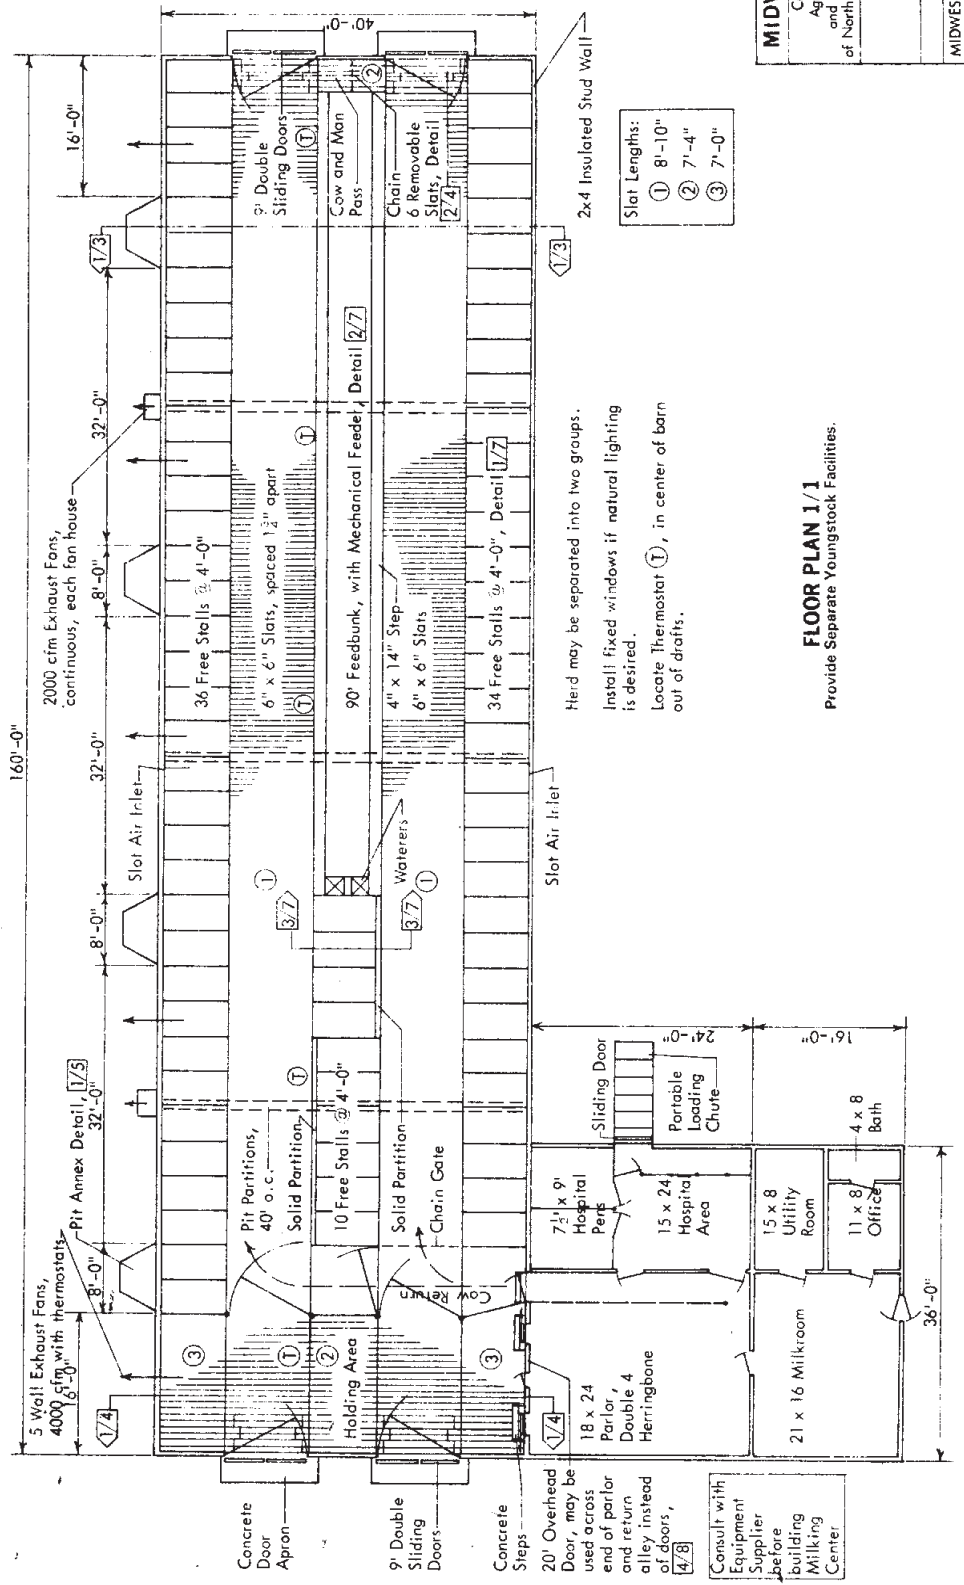 160'-0"
5 Wall Exhaust Fans,
4000 cfm with thermostats
Pit Annex Detail, 1/5
2000 cfm Exhaust Fans,
continuous, each fan house
16'-0"
8'-0"
32'-0"
8'-0"
32'-0"
8'-0"
32'-0"
16'-0"
40'-0"
1/4
1/3
Slot Air Inlet
36 Free Stalls @ 4'-0"
6" x 6" Slats, spaced 1½" apart
9' Double
Sliding Doors
T
Pit Partitions,
40' o.c.
Solid Partition
T
1
3/7
T
T
3
T
2
Holding Area
10 Free Stalls @ 4'-0"
Solid Partition
Chain Gate
Cow Return
3
Waterers
3/7
1
90' Feedbunk, with Mechanical Feeder, Detail 2/7
4" x 14" Step
6" x 6" Slats
Cow and Man
Pass
2
Chain
6 Removable
Slats, Detail
2/4
34 Free Stalls @ 4'-0", Detail 1/7
Concrete
Door
Apron
9' Double
Sliding
Doors
Concrete
Steps
20' Overhead
Door, may be
used across
end of parlor
and return
alley instead
of doors,
4/8
Consult with
Equipment
Supplier
before
building
Milking
Center
1/4
18 x 24
Parlor,
Double 4
Herringbone
21 x 16 Milkroom
7½' x 9'
Hospital
Pens
15 x 24
Hospital
Area
15 x 8
Utility
Room
11 x 8
Office
4 x 8
Bath
Sliding Door
Portable
Loading
Chute
24'-0"
16'-0"
36'-0"
Slot Air Inlet
1/3
2x4 Insulated Stud Wall
Herd may be separated into two groups.
Install fixed windows if natural lighting
is desired.
Locate Thermostat T, in center of barn
out of drafts.
Slat Lengths:
1 8'-10"
2 7'-4"
3 7'-0"
FLOOR PLAN 1/1
Provide Separate Youngstock Facilities.
of North
MIDWES